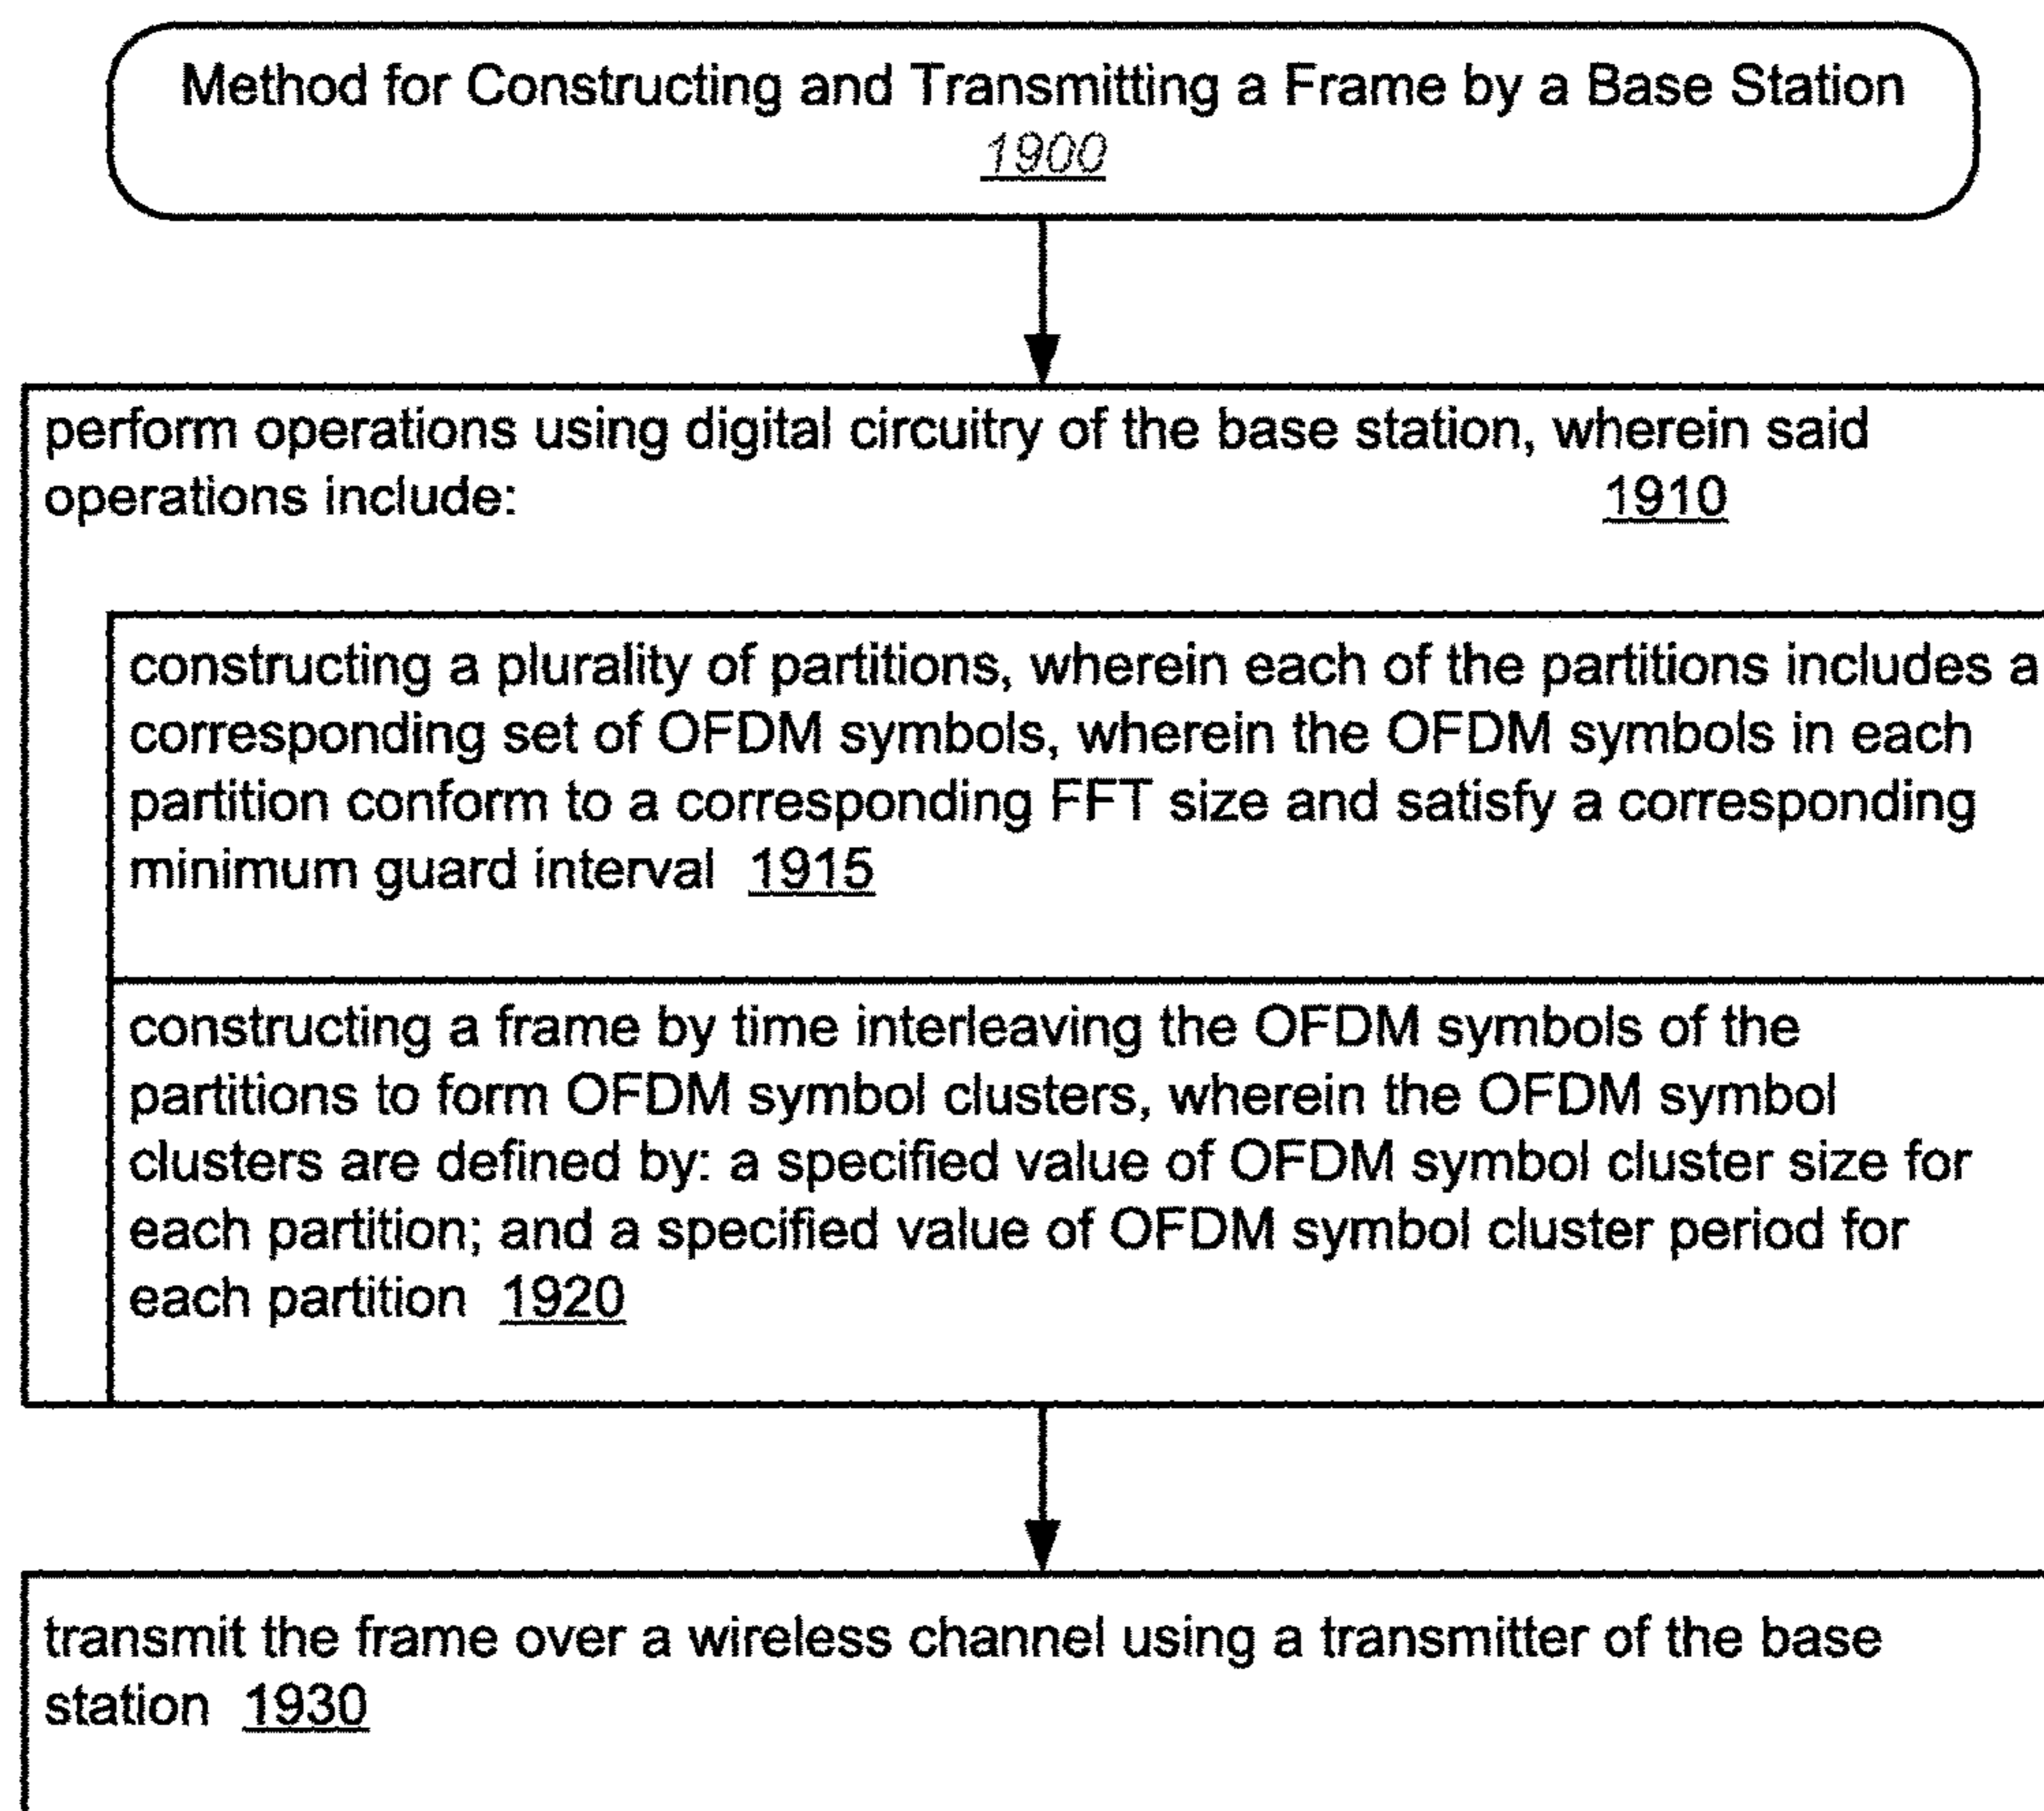 Method for Constructing and Transmitting a Frame by a Base Station
1900
perform operations using digital circuitry of the base station, wherein said
operations include: 1910
constructing a plurality of partitions, wherein each of the partitions includes a
corresponding set of OFDM symbols, wherein the OFDM symbols in each
partition conform to a corresponding FFT size and satisfy a corresponding
minimum guard interval 1915
constructing a frame by time interleaving the OFDM symbols of the
partitions to form OFDM symbol clusters, wherein the OFDM symbol
clusters are defined by: a specified value of OFDM symbol cluster size for
each partition; and a specified value of OFDM symbol cluster period for
each partition 1920
transmit the frame over a wireless channel using a transmitter of the base
station 1930